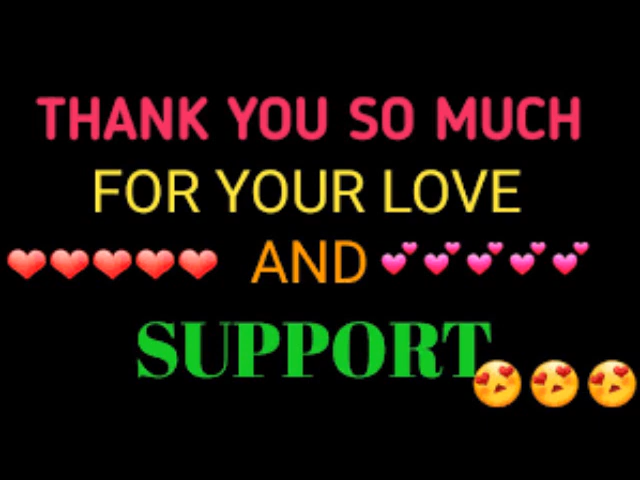 THANK YOU SO MUCH
FOR YOUR LOVE
❤❤❤❤❤ AND 💕💕💕💕💕
SUPPORT 😍😍😍